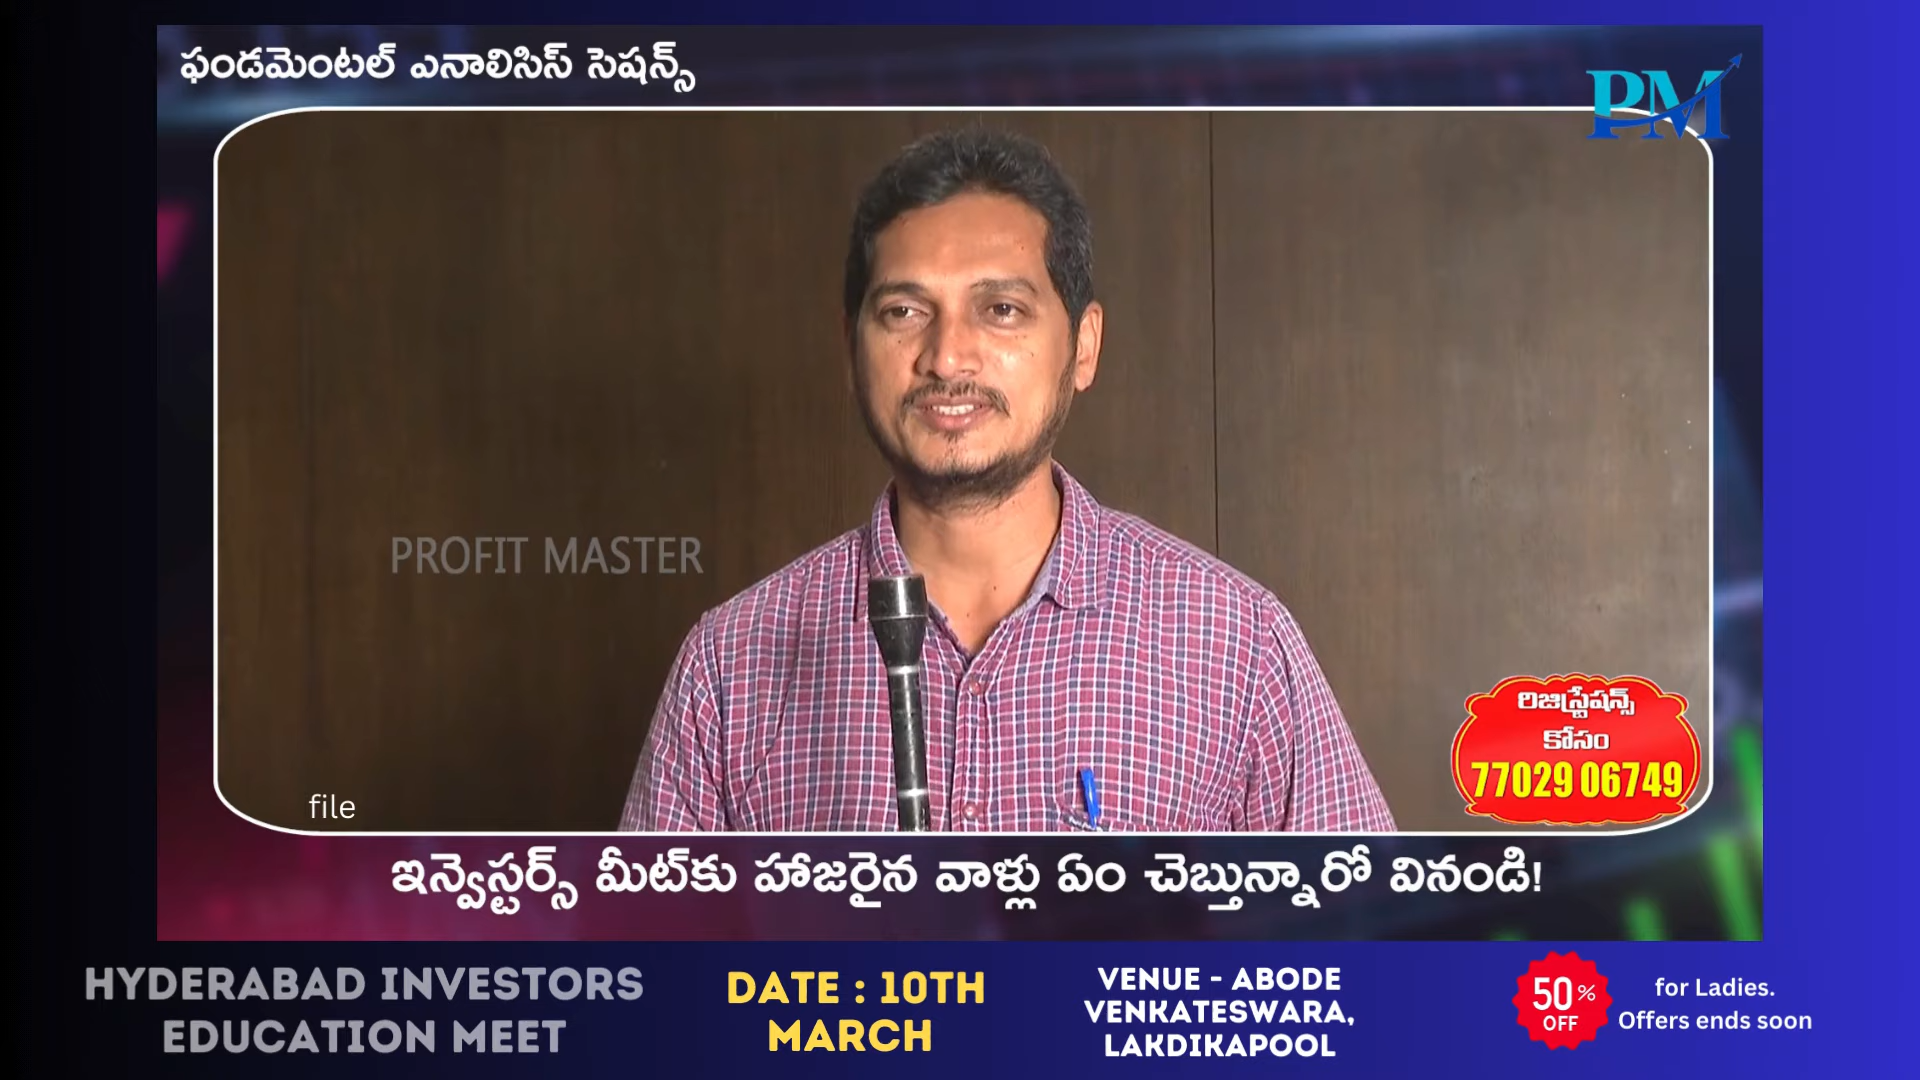 ఫండమెంటల్ ఎనాలిసిస్ సెషన్స్
PM
PROFIT MASTER
రిజిస్ట్రేషన్స్
కోసం
77029 06749
file
ఇన్వెస్టర్స్ మీట్‌కు హాజరైన వాళ్లు ఏం చెబ్తున్నారో వినండి!
HYDERABAD INVESTORS
EDUCATION MEET
DATE : 10TH
MARCH
VENUE - ABODE
VENKATESWARA,
LAKDIKAPOOL
50%
OFF
for Ladies.
Offers ends soon